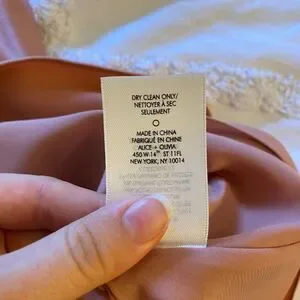 DRY CLEAN ONLY/
NETTOYER À SEC
SEULEMENT
MADE IN CHINA
FABRIQUÉ EN CHINE
ALICE + OLIVIA
450 W 14TH ST 11FL
NEW YORK, NY 10014